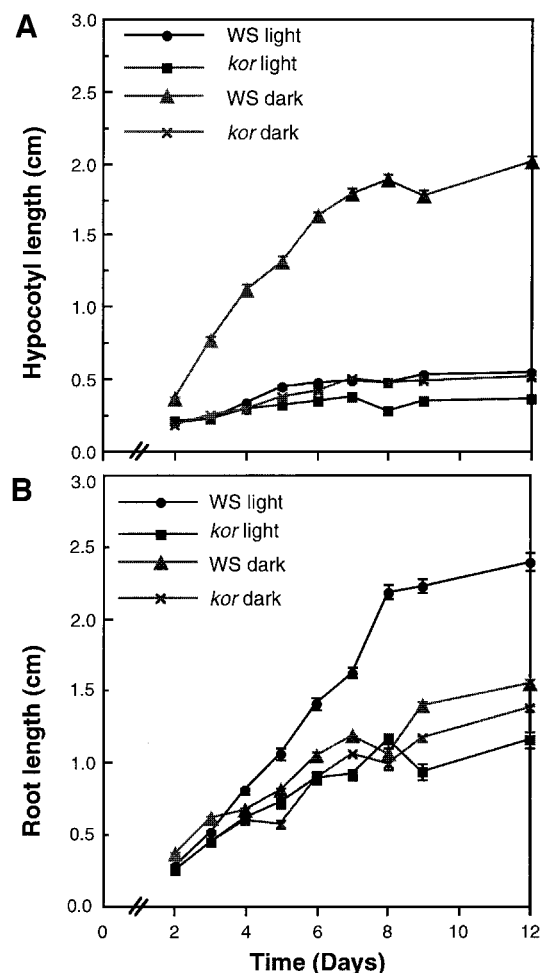 A
3.0
2.5
2.0
1.5
1.0
0.5
0.0
Hypocotyl length (cm)
WS light
kor light
WS dark
kor dark
B
3.0
2.5
2.0
1.5
1.0
0.5
0.0
Root length (cm)
WS light
kor light
WS dark
kor dark
0 2 4 6 8 10 12
Time (Days)